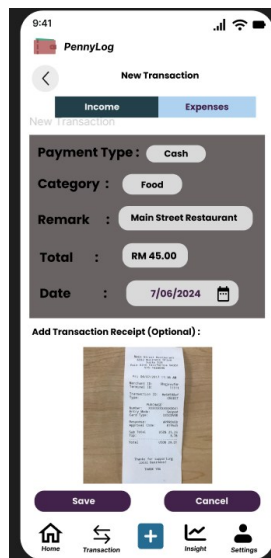 9:41
PennyLog
New Transaction
Income Expenses
New Transaction
Payment Type : Cash
Category : Food
Remark : Main Street Restaurant
Total : RM 45.00
Date : 7/06/2024
Add Transaction Receipt (Optional) :
Save Cancel
Home Transaction Insight Settings